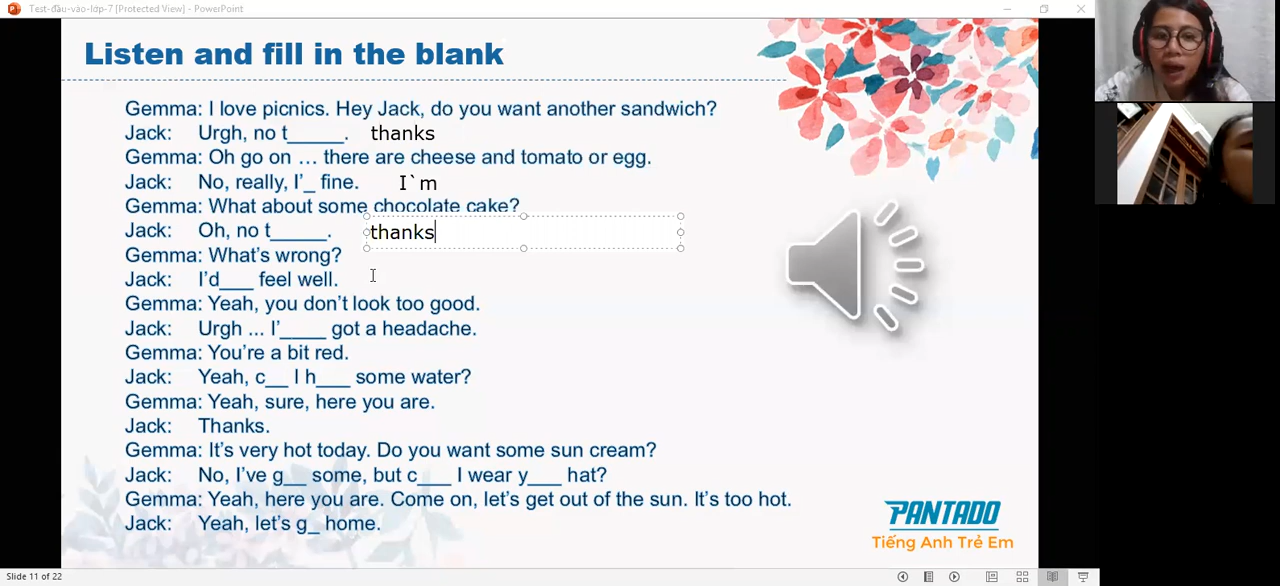 Test-đầu-vào-lớp-7 [Protected View] - PowerPoint
Listen and fill in the blank
Gemma: I love picnics. Hey Jack, do you want another sandwich?
Jack: Urgh, no t_____. thanks
Gemma: Oh go on ... there are cheese and tomato or egg.
Jack: No, really, I'_ fine. I`m
Gemma: What about some chocolate cake?
Jack: Oh, no t_____. thanks
Gemma: What's wrong?
Jack: I'd___ feel well.
Gemma: Yeah, you don't look too good.
Jack: Urgh ... I'____ got a headache.
Gemma: You're a bit red.
Jack: Yeah, c__ I h___ some water?
Gemma: Yeah, sure, here you are.
Jack: Thanks.
Gemma: It's very hot today. Do you want some sun cream?
Jack: No, I've g__ some, but c___ I wear y___ hat?
Gemma: Yeah, here you are. Come on, let's get out of the sun. It's too hot.
Jack: Yeah, let's g_ home.
PANTADO
Tiếng Anh Trẻ Em
Slide 11 of 22